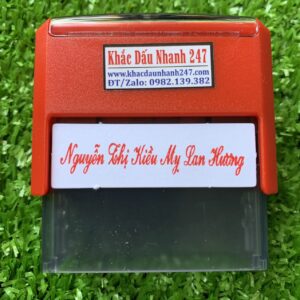 Khắc Dấu Nhanh 247
www.khacdaunhanh247.com
ĐT/Zalo: 0982.139.382
Nguyễn Thị Kiều My Lan Hương